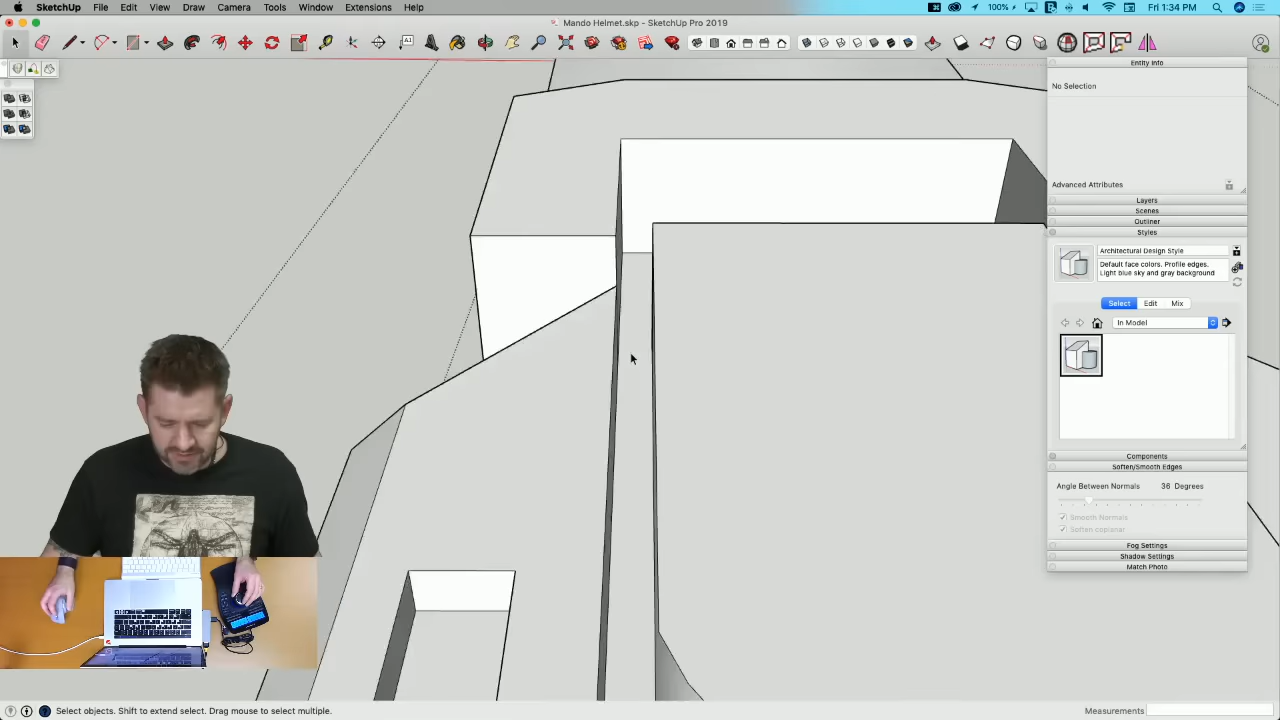 SketchUp File Edit View Draw Camera Tools Window Extensions Help
100%
Fri 1:34 PM
Mando Helmet.skp - SketchUp Pro 2019
Entity Info
No Selection
Advanced Attributes
Layers
Scenes
Outliner
Styles
Architectural Design Style
Default face colors. Profile edges.
Light blue sky and gray background
Select Edit Mix
In Model
Components
Soften/Smooth Edges
Angle Between Normals 36 Degrees
Smooth Normals
Soften coplanar
Fog Settings
Shadow Settings
Match Photo
Select objects. Shift to extend select. Drag mouse to select multiple.
Measurements